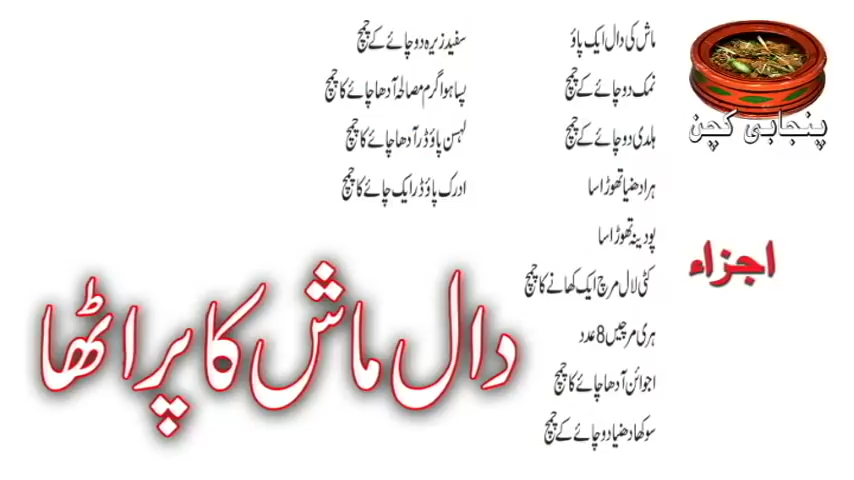 پنجابی کچن
اجزاء
ماش کی دال ایک پاؤ
نمک دو چائے کے چمچ
ہلدی دو چائے کے چمچ
ہرا دھنیا تھوڑا سا
پودینہ تھوڑا سا
کٹی لال مرچ ایک کھانے کا چمچ
ہری مرچیں 8 عدد
اجوائن آدھا چائے کا چمچ
سوکھا دھنیا دو چائے کے چمچ
سفید زیرہ دو چائے کے چمچ
پسا ہوا گرم مصالحہ آدھا چائے کا چمچ
لہسن پاؤڈر آدھا چائے کا چمچ
ادرک پاؤڈر ایک چائے کا چمچ
دال ماش کا پراٹھا